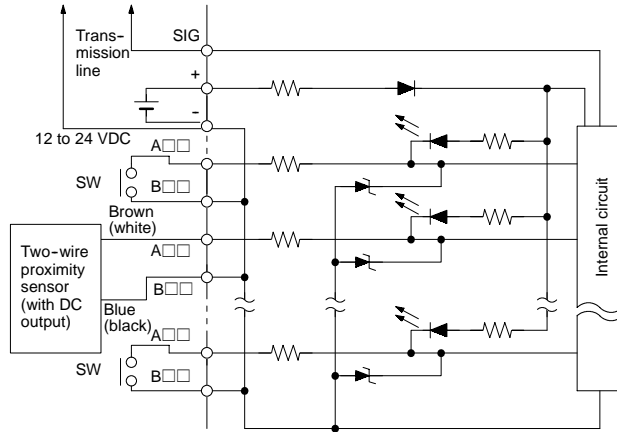 Trans-
mission
line
SIG
+
-
12 to 24 VDC
A□□
SW
B□□
Brown
(white)
A□□
Two-wire
proximity
sensor
(with DC
output)
B□□
Blue
(black)
A□□
SW
B□□
Internal circuit